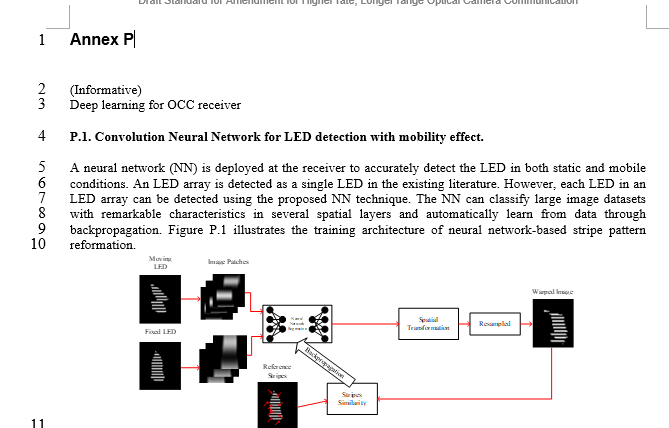 Draft Standard for Amendment for Higher rate, Longer range Optical Camera Communication
1 Annex P
2 (Informative)
3 Deep learning for OCC receiver
4 P.1. Convolution Neural Network for LED detection with mobility effect.
5 A neural network (NN) is deployed at the receiver to accurately detect the LED in both static and mobile
6 conditions. An LED array is detected as a single LED in the existing literature. However, each LED in an
7 LED array can be detected using the proposed NN technique. The NN can classify large image datasets
8 with remarkable characteristics in several spatial layers and automatically learn from data through
9 backpropagation. Figure P.1 illustrates the training architecture of neural network-based stripe pattern
10 reformation.
Moving
LED
Image Patches
Warped Image
Neural
Network
Spatial
Transformation
Resampled
Fixed LED
Backpropagation
Reference
Stripes
Stripes
Similarity
11